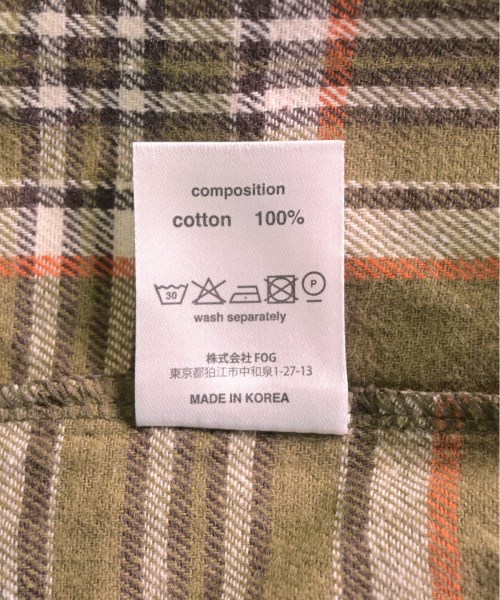 composition
cotton 100%
30 P
wash separately
株式会社 FOG
東京都狛江市中和泉1-27-13
MADE IN KOREA